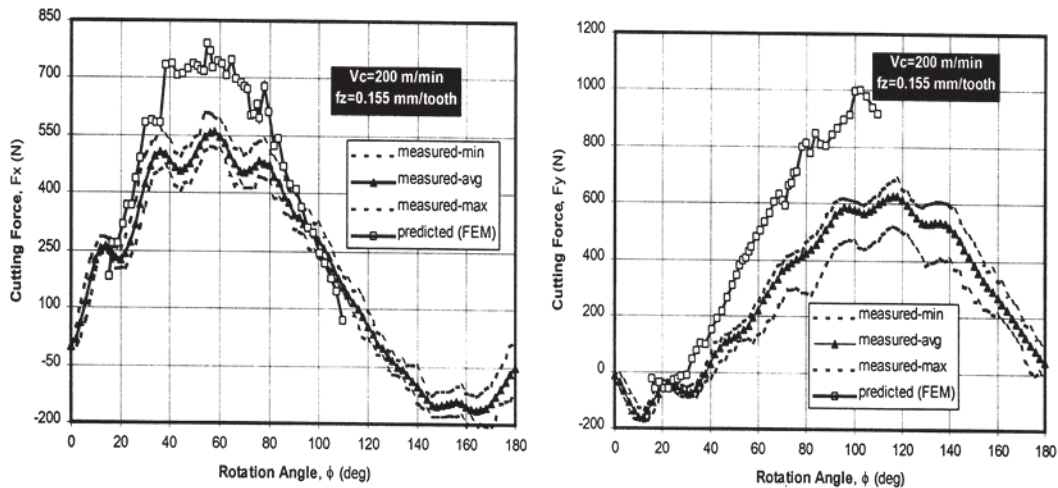 850
700
550
400
250
100
-50
-200
Cutting Force, Fx (N)
Vc=200 m/min
fz=0.155 mm/tooth
measured-min
measured-avg
measured-max
predicted (FEM)
0 20 40 60 80 100 120 140 160 180
Rotation Angle, ϕ (deg)
1200
1000
800
600
400
200
0
-200
Cutting Force, Fy (N)
Vc=200 m/min
fz=0.155 mm/tooth
measured-min
measured-avg
measured-max
predicted (FEM)
0 20 40 60 80 100 120 140 160 180
Rotation Angle, ϕ (deg)